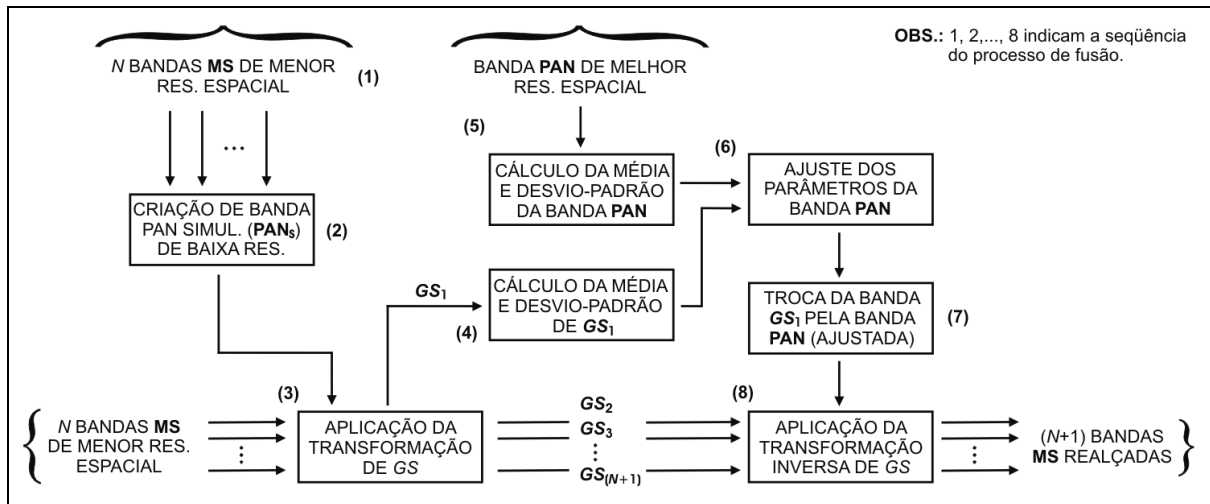 OBS.: 1, 2,..., 8 indicam a seqüência
do processo de fusão.
N BANDAS MS DE MENOR
RES. ESPACIAL
(1)
BANDA PAN DE MELHOR
RES. ESPACIAL
...
(5)
(6)
CÁLCULO DA MÉDIA
E DESVIO-PADRÃO
DA BANDA PAN
AJUSTE DOS
PARÂMETROS DA
BANDA PAN
CRIAÇÃO DE BANDA
PAN SIMUL. (PANS)
DE BAIXA RES.
(2)
GS1
(4)
CÁLCULO DA MÉDIA
E DESVIO-PADRÃO
DE GS1
TROCA DA BANDA
GS1 PELA BANDA
PAN (AJUSTADA)
(7)
(3)
(8)
N BANDAS MS
DE MENOR RES.
ESPACIAL
APLICAÇÃO DA
TRANSFORMAÇÃO
DE GS
GS2
GS3
GS(N+1)
APLICAÇÃO DA
TRANSFORMAÇÃO
INVERSA DE GS
(N+1) BANDAS
MS REALÇADAS